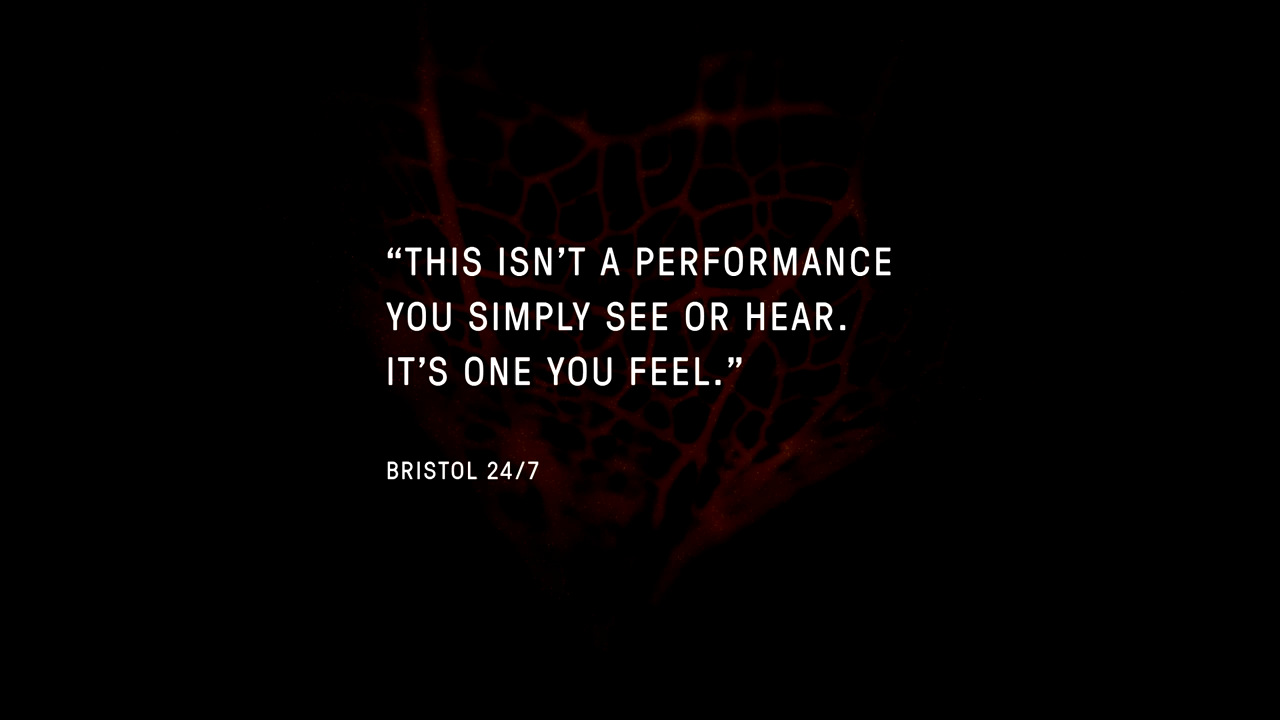 “THIS ISN’T A PERFORMANCE
YOU SIMPLY SEE OR HEAR.
IT’S ONE YOU FEEL.”
BRISTOL 24/7